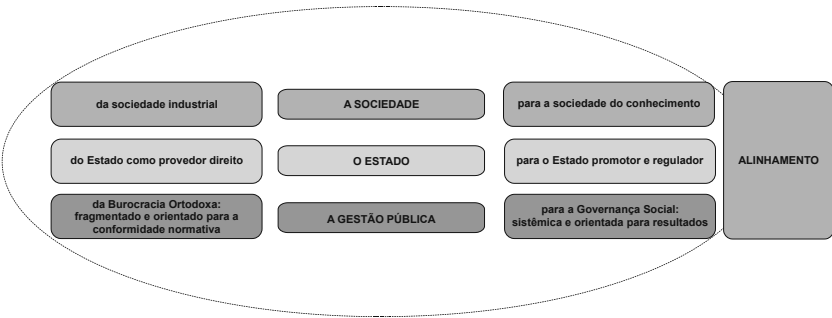 da sociedade industrial
A SOCIEDADE
para a sociedade do conhecimento
do Estado como provedor direito
O ESTADO
para o Estado promotor e regulador
ALINHAMENTO
da Burocracia Ortodoxa:
fragmentado e orientado para a
conformidade normativa
A GESTÃO PÚBLICA
para a Governança Social:
sistêmica e orientada para resultados